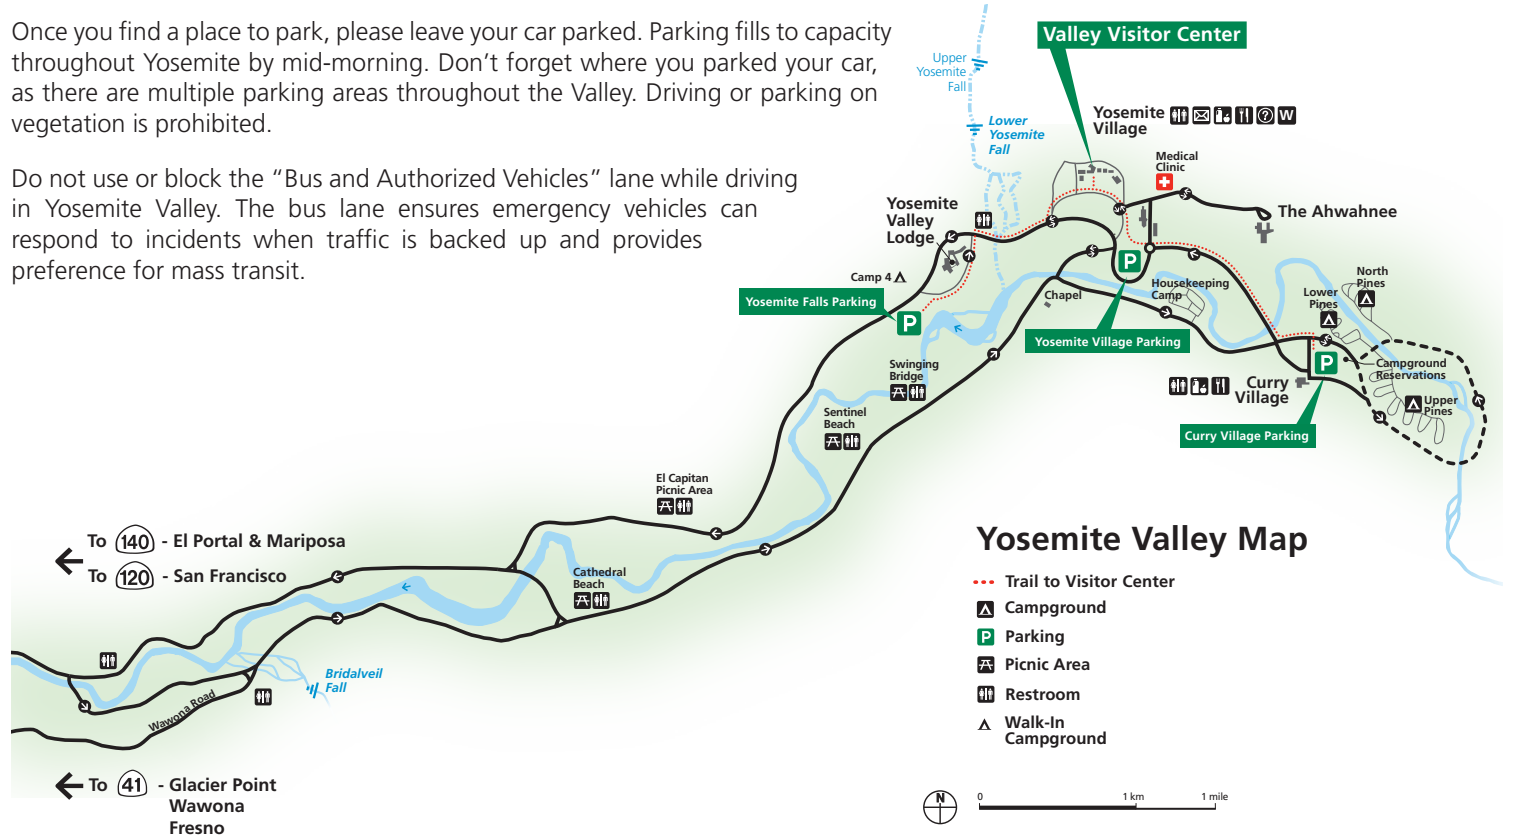 Once you find a place to park, please leave your car parked. Parking fills to capacity
throughout Yosemite by mid-morning. Don’t forget where you parked your car,
as there are multiple parking areas throughout the Valley. Driving or parking on
vegetation is prohibited.
Do not use or block the “Bus and Authorized Vehicles” lane while driving
in Yosemite Valley. The bus lane ensures emergency vehicles can
respond to incidents when traffic is backed up and provides
preference for mass transit.
Valley Visitor Center
Upper
Yosemite
Fall
Lower
Yosemite
Fall
Yosemite
Village
W
Medical
Clinic
The Ahwahnee
Yosemite
Valley
Lodge
Camp 4
Yosemite Falls Parking
P
P
Chapel
Housekeeping
Camp
Yosemite Village Parking
North
Pines
Lower
Pines
P
Campground
Reservations
Upper
Pines
Curry
Village
Curry Village Parking
Swinging
Bridge
Sentinel
Beach
El Capitan
Picnic Area
Cathedral
Beach
To 140 - El Portal & Mariposa
To 120 - San Francisco
Bridalveil
Fall
Wawona Road
To 41 - Glacier Point
Wawona
Fresno
Yosemite Valley Map
Trail to Visitor Center
Campground
P Parking
Picnic Area
Restroom
Walk-In
Campground
N
0 1 km 1 mile